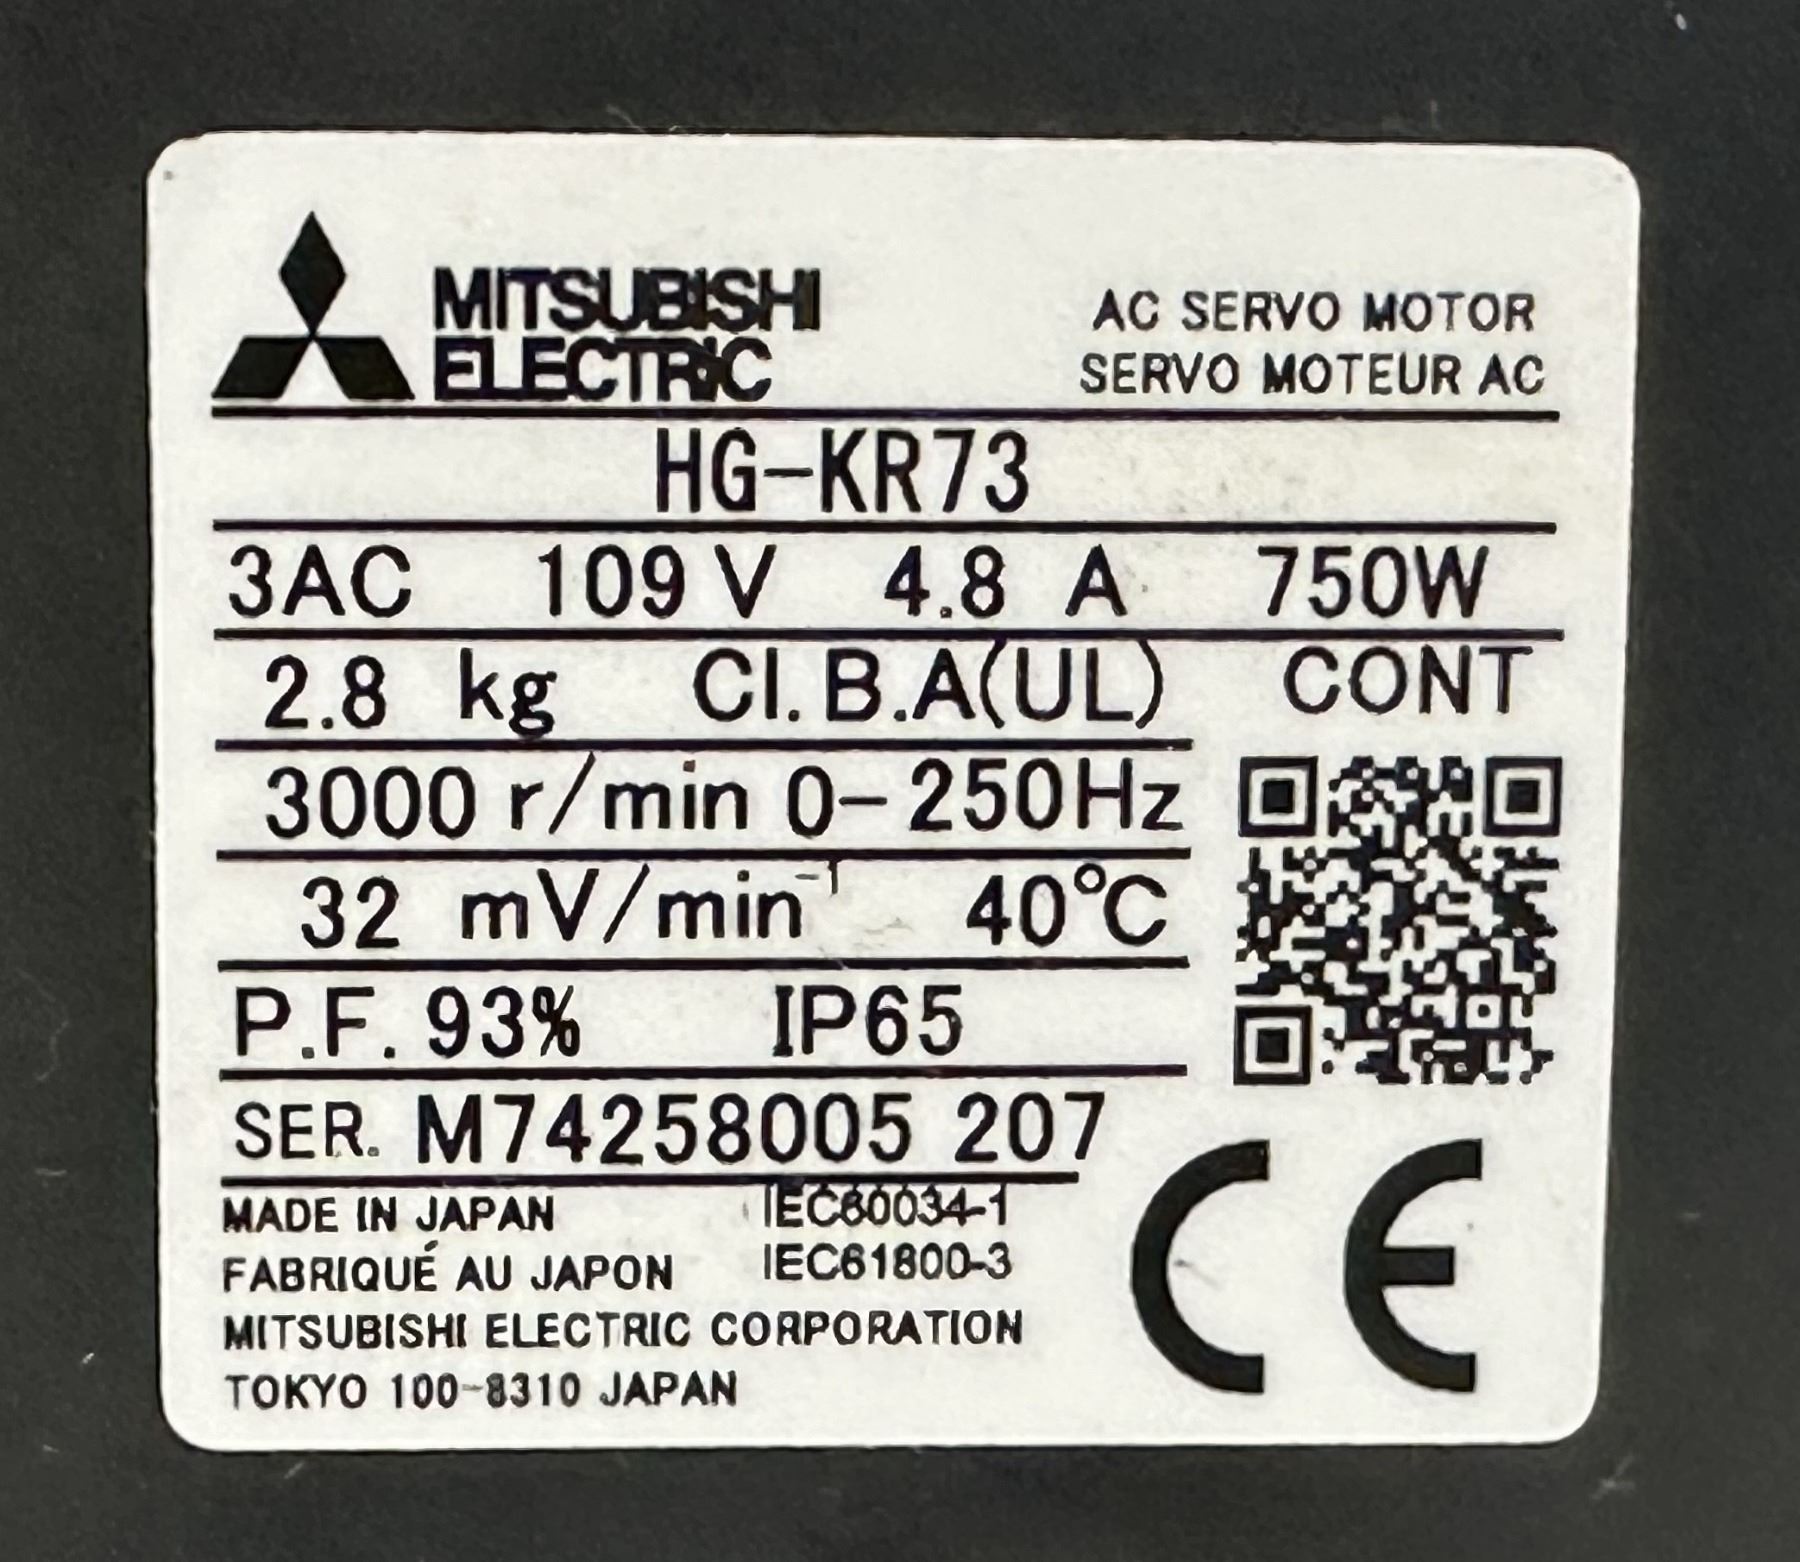 MITSUBISHI
ELECTRIC
AC SERVO MOTOR
SERVO MOTEUR AC
HG-KR73
3AC 109 V 4.8 A 750W
2.8 kg Cl.B.A(UL) CONT
3000 r/min 0-250Hz
32 mV/min⁻¹ 40°C
P.F. 93% IP65
SER. M74258005 207
MADE IN JAPAN IEC60034-1
FABRIQUÉ AU JAPON IEC61800-3
MITSUBISHI ELECTRIC CORPORATION
TOKYO 100-8310 JAPAN
CE